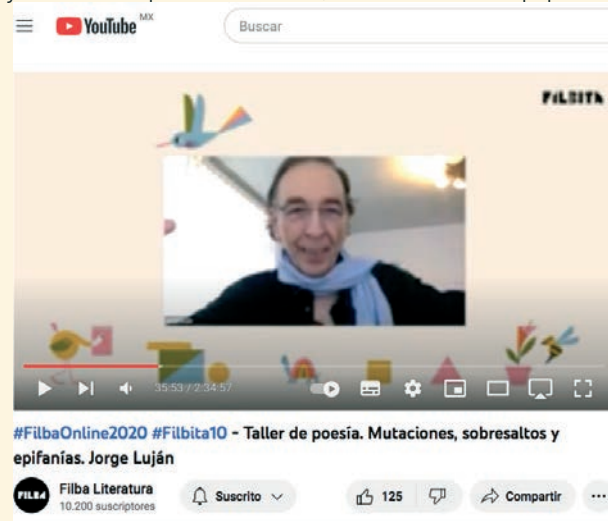 YouTube MX
Buscar
FILBITA
35:53 / 2:34:57
#FilbaOnline2020 #Filbita10 - Taller de poesía. Mutaciones, sobresaltos y
epifanías. Jorge Luján
FILBA
Filba Literatura
10.200 suscriptores
Suscrito
125
Compartir